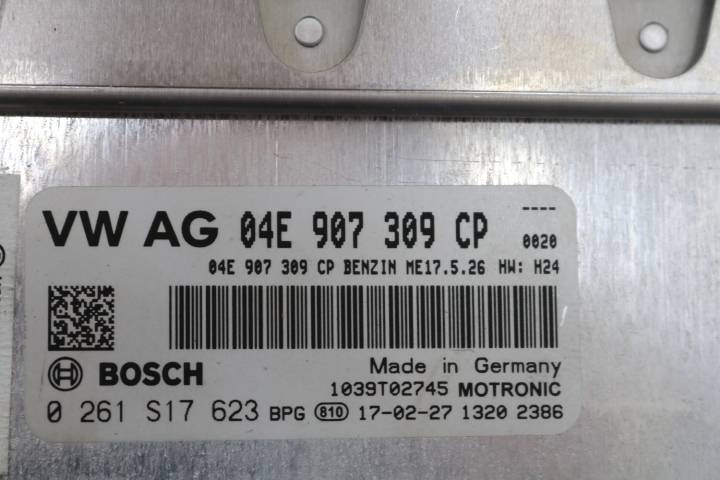 VW AG 04E 907 309 CP ----
0020
04E 907 309 CP BENZIN ME17.5.26 HW: H24
BOSCH
Made in Germany
1039T02745 MOTRONIC
0 261 S17 623 BPG 810 17-02-27 1320 2386